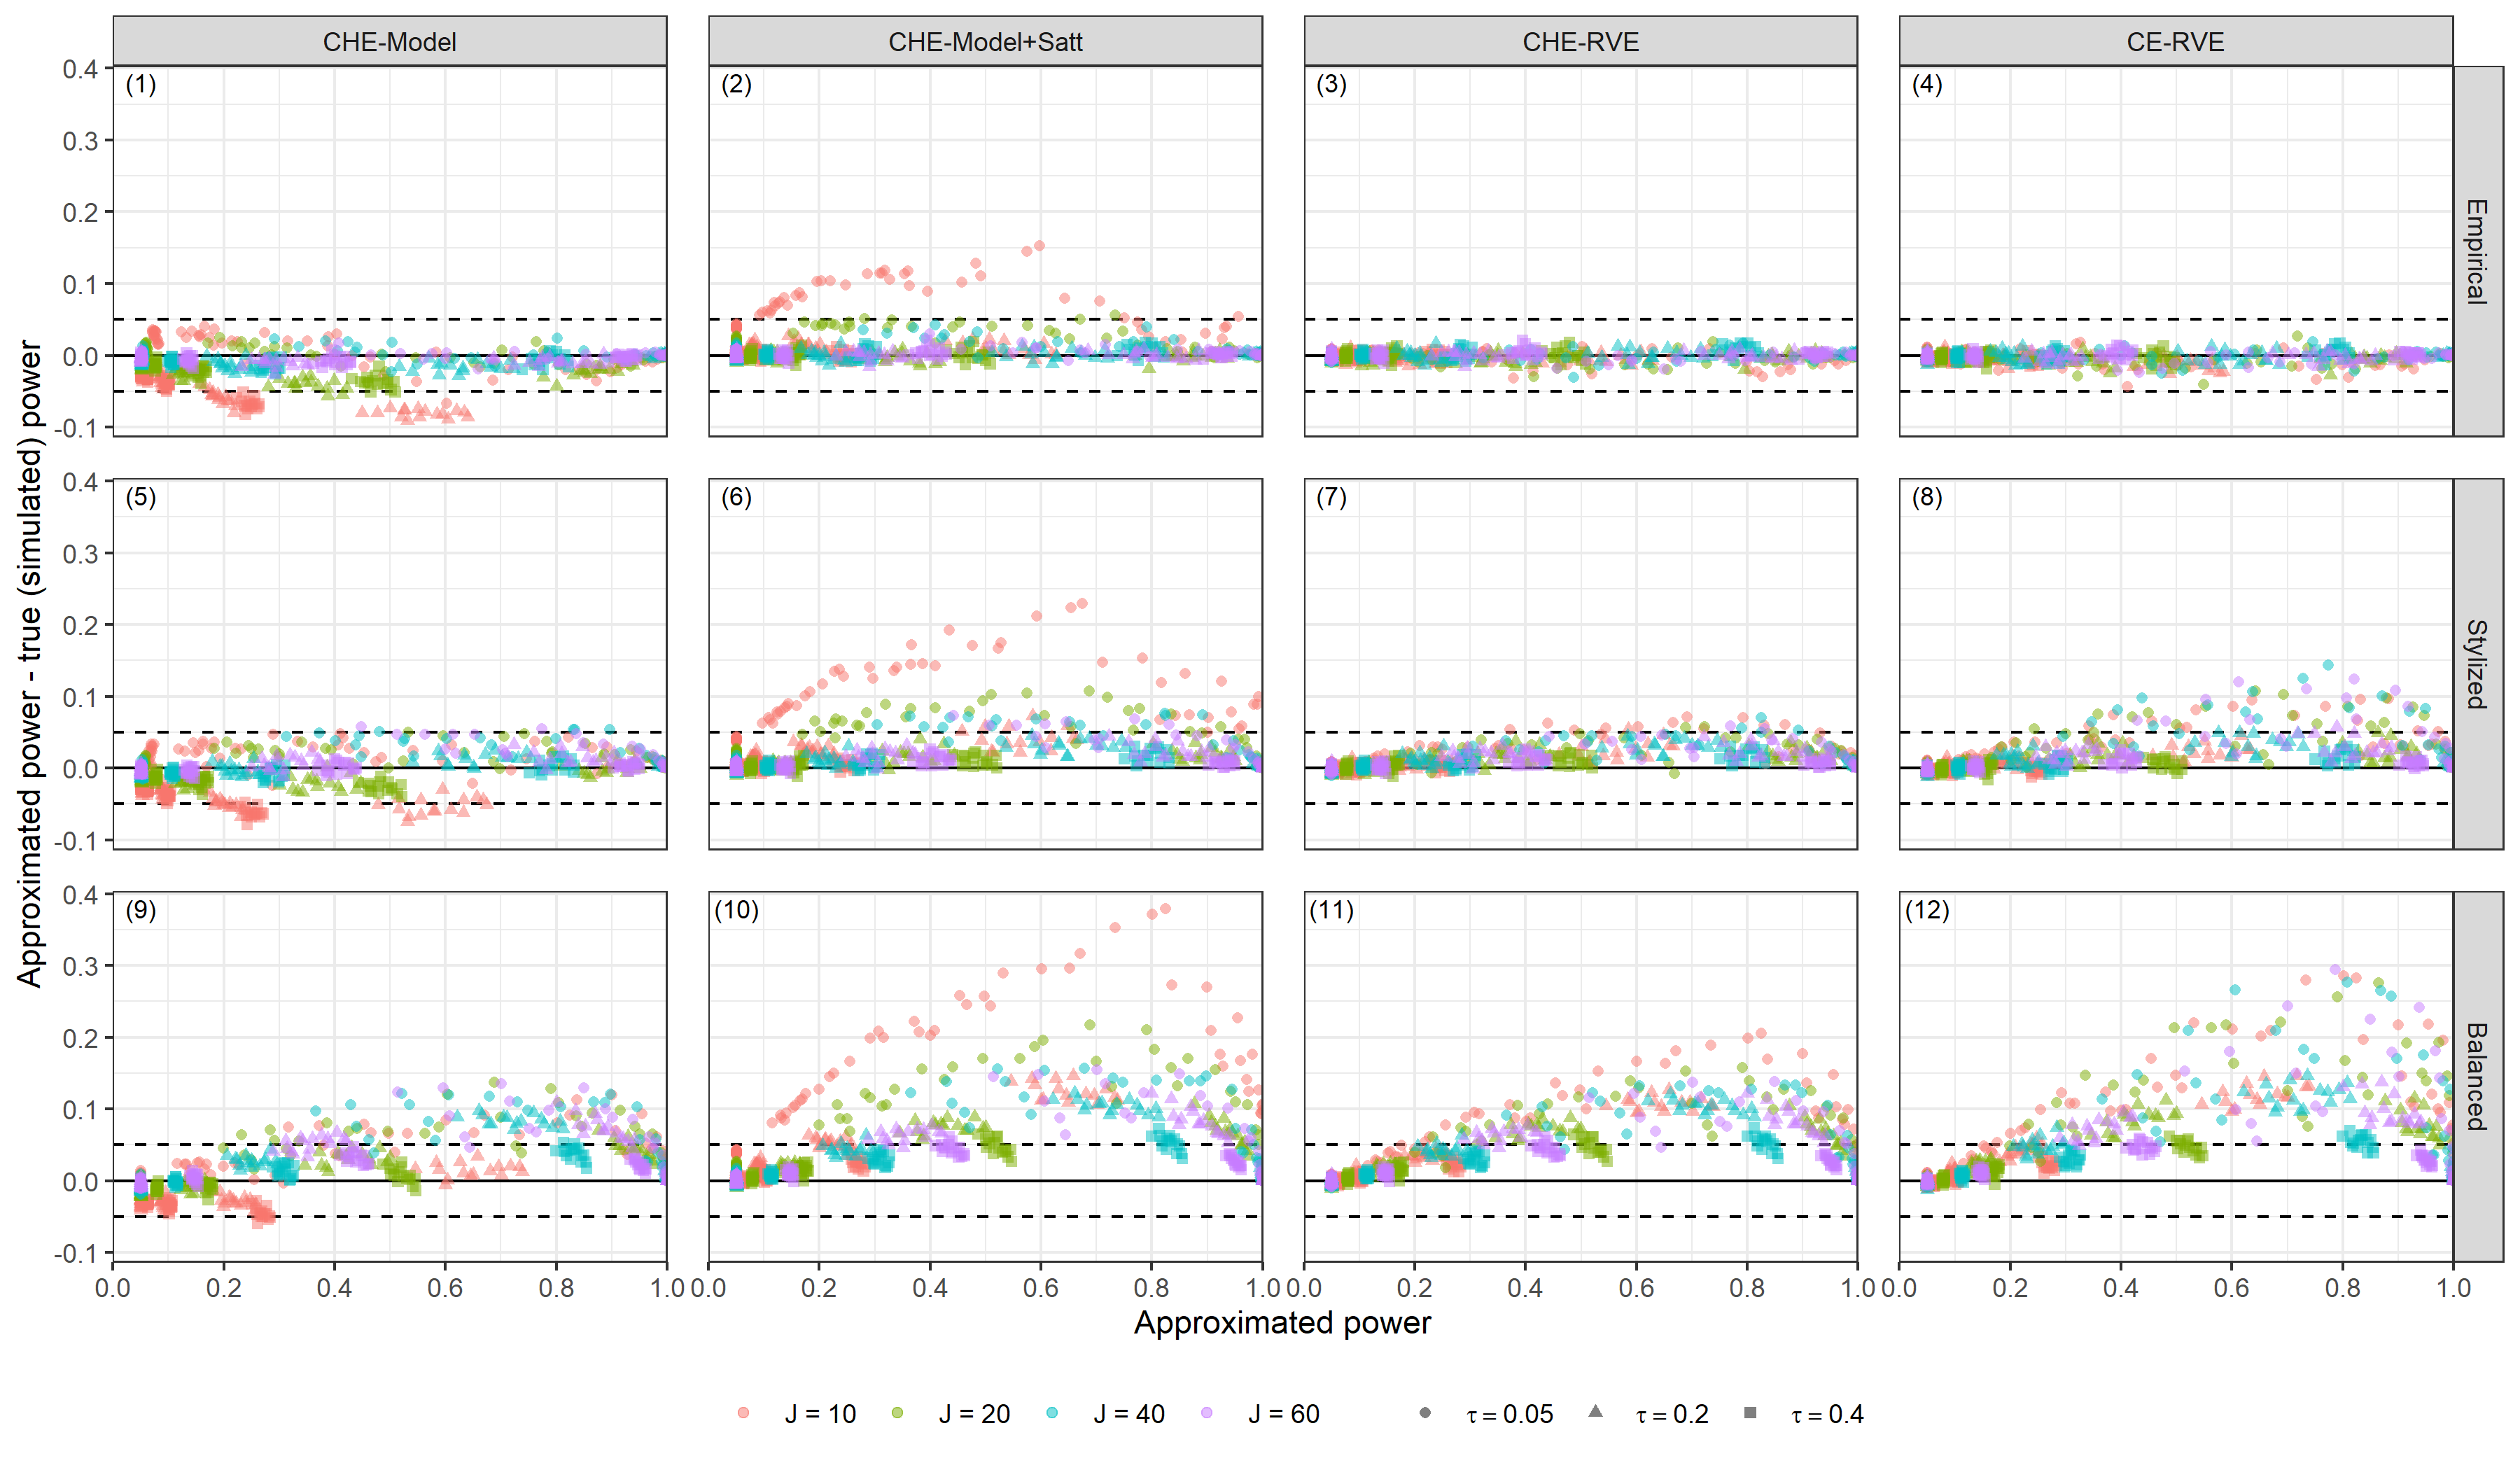 CHE-Model CHE-Model+Satt CHE-RVE CE-RVE
(1) (2) (3) (4)
0.4
0.3
0.2
0.1
0.0
-0.1
Empirical
(5) (6) (7) (8)
0.4
0.3
0.2
0.1
0.0
-0.1
Stylized
(9) (10) (11) (12)
0.4
0.3
0.2
0.1
0.0
-0.1
Balanced
Approximated power - true (simulated) power
0.0 0.2 0.4 0.6 0.8 1.0 0.0 0.2 0.4 0.6 0.8 1.0 0.0 0.2 0.4 0.6 0.8 1.0 0.0 0.2 0.4 0.6 0.8 1.0
Approximated power
J = 10 J = 20 J = 40 J = 60 τ = 0.05 τ = 0.2 τ = 0.4